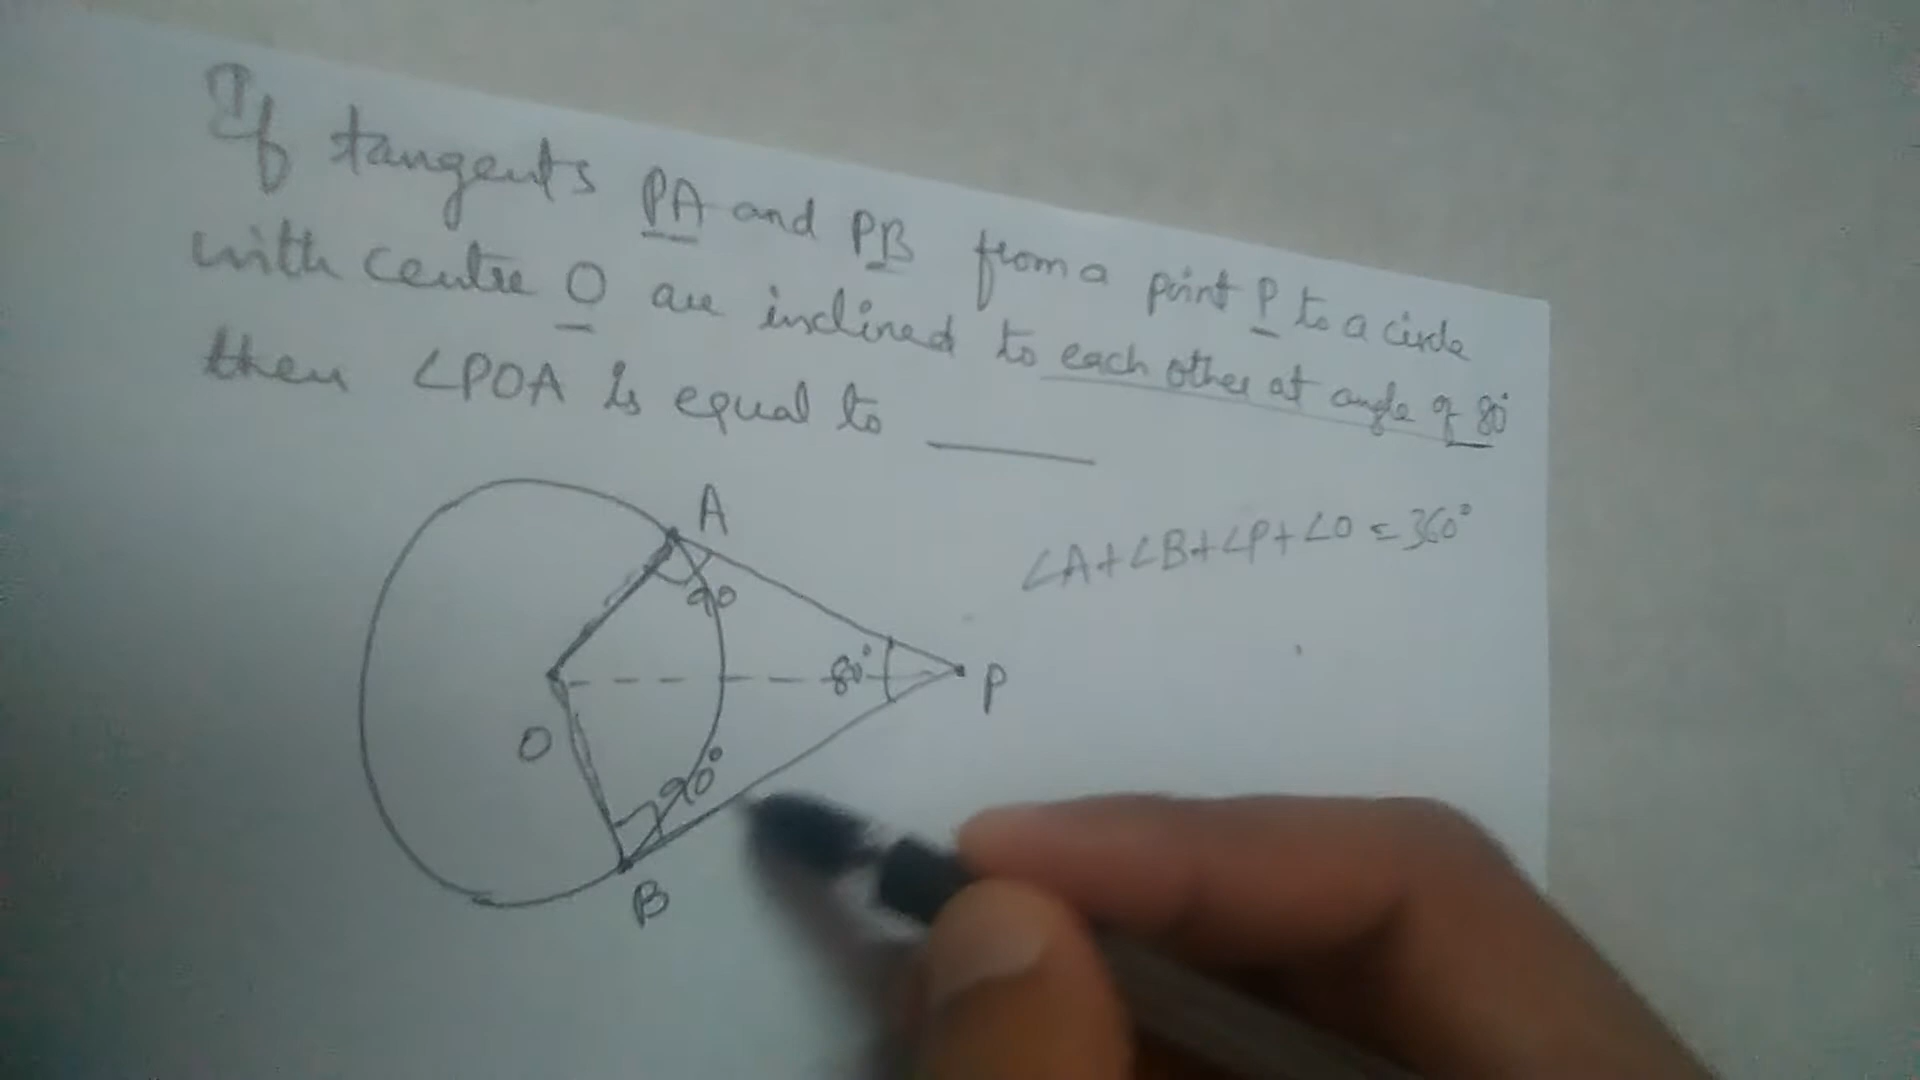 If tangents PA and PB from a point P to a circle
with centre O are inclined to each other at angle of 80°
then ∠POA is equal to ______
A
∠A+∠B+∠P+∠O = 360°
90
80°
P
O
90°
B